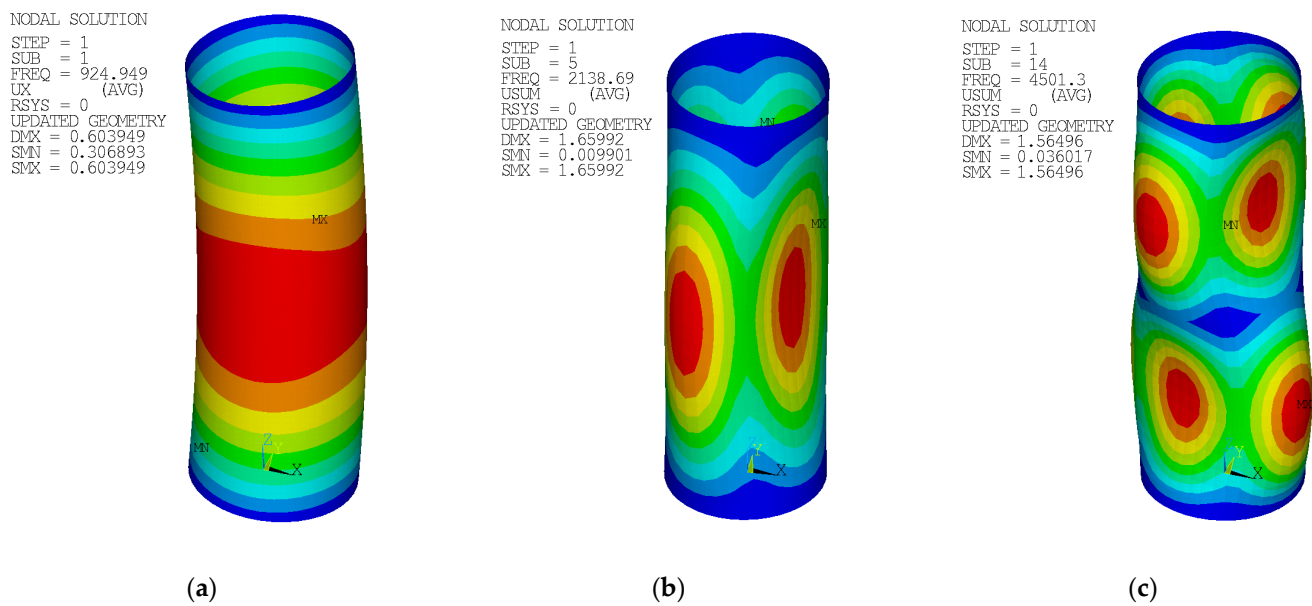 NODAL SOLUTION
STEP = 1
SUB = 1
FREQ = 924.949
UX (AVG)
RSYS = 0
UPDATED GEOMETRY
DMX = 0.603949
SMN = 0.306893
SMX = 0.603949
MX
MN
Z
Y
X
(a)
NODAL SOLUTION
STEP = 1
SUB = 5
FREQ = 2138.69
USUM (AVG)
RSYS = 0
UPDATED GEOMETRY
DMX = 1.65992
SMN = 0.009901
SMX = 1.65992
MN
MX
Z
Y
X
(b)
NODAL SOLUTION
STEP = 1
SUB = 14
FREQ = 4501.3
USUM (AVG)
RSYS = 0
UPDATED GEOMETRY
DMX = 1.56496
SMN = 0.036017
SMX = 1.56496
MN
MX
Z
Y
X
(c)